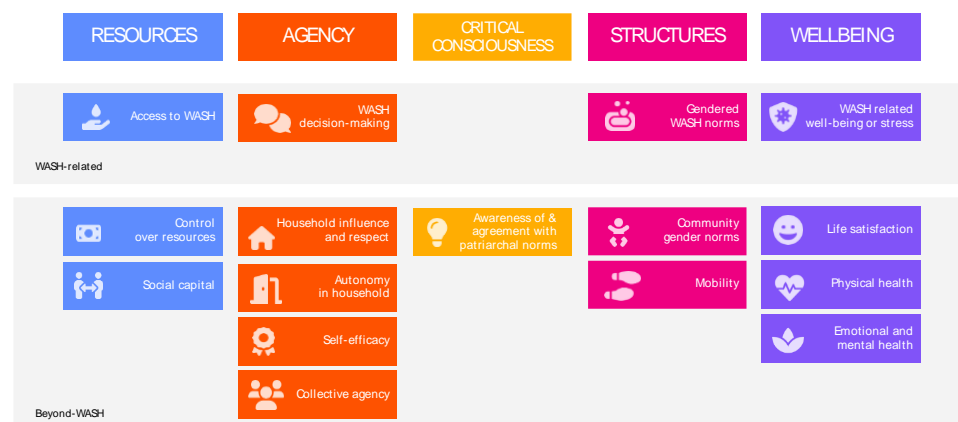 RESOURCES
AGENCY
CRITICAL
CONSCIOUSNESS
STRUCTURES
WELLBEING
Access to WASH
WASH
decision-making
Gendered
WASH norms
WASH related
well-being or stress
WASH-related
Control
over resources
Household influence
and respect
Awareness of &
agreement with
patriarchal norms
Community
gender norms
Life satisfaction
Social capital
Autonomy
in household
Mobility
Physical health
Self-efficacy
Emotional and
mental health
Collective agency
Beyond-WASH